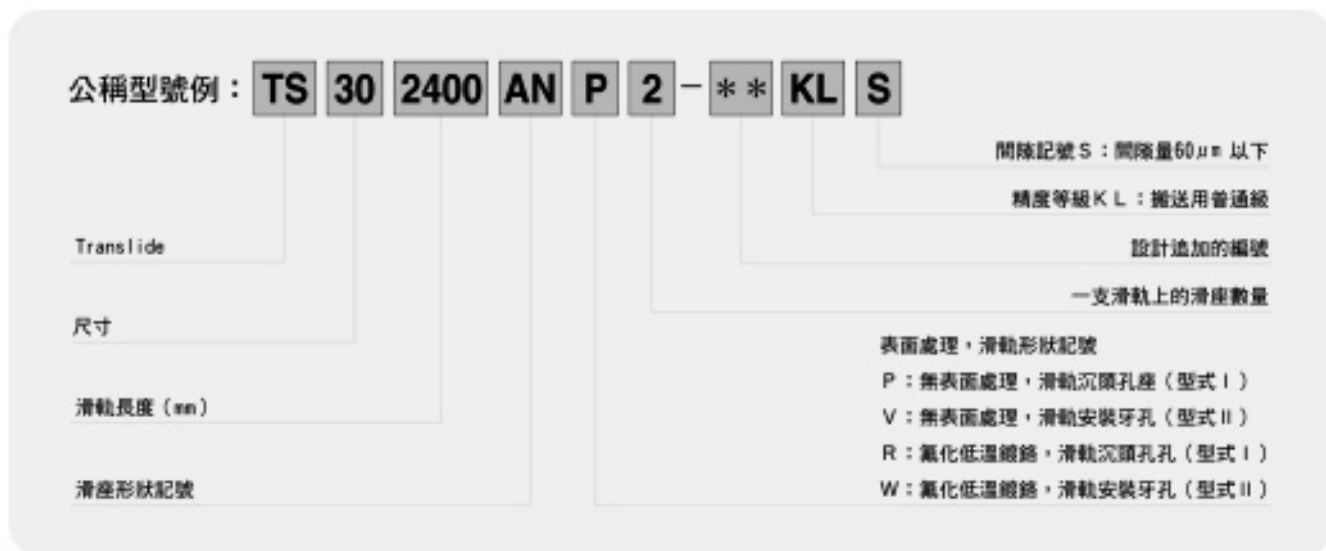 公稱型號例：TS 30 2400 AN P 2－＊＊ KL S
間隙記號Ｓ：間隙量60μm 以下
精度等級ＫＬ：搬送用普通級
Translide
設計追加的編號
一支滑軌上的滑座數量
尺寸
表面處理，滑軌形狀記號
Ｐ：無表面處理，滑軌沉頭孔座（型式Ⅰ）
滑軌長度（mm）
Ｖ：無表面處理，滑軌安裝牙孔（型式Ⅱ）
Ｒ：氟化低溫鍍鉻，滑軌沉頭孔孔（型式Ⅰ）
滑座形狀記號
Ｗ：氟化低溫鍍鉻，滑軌安裝牙孔（型式Ⅱ）